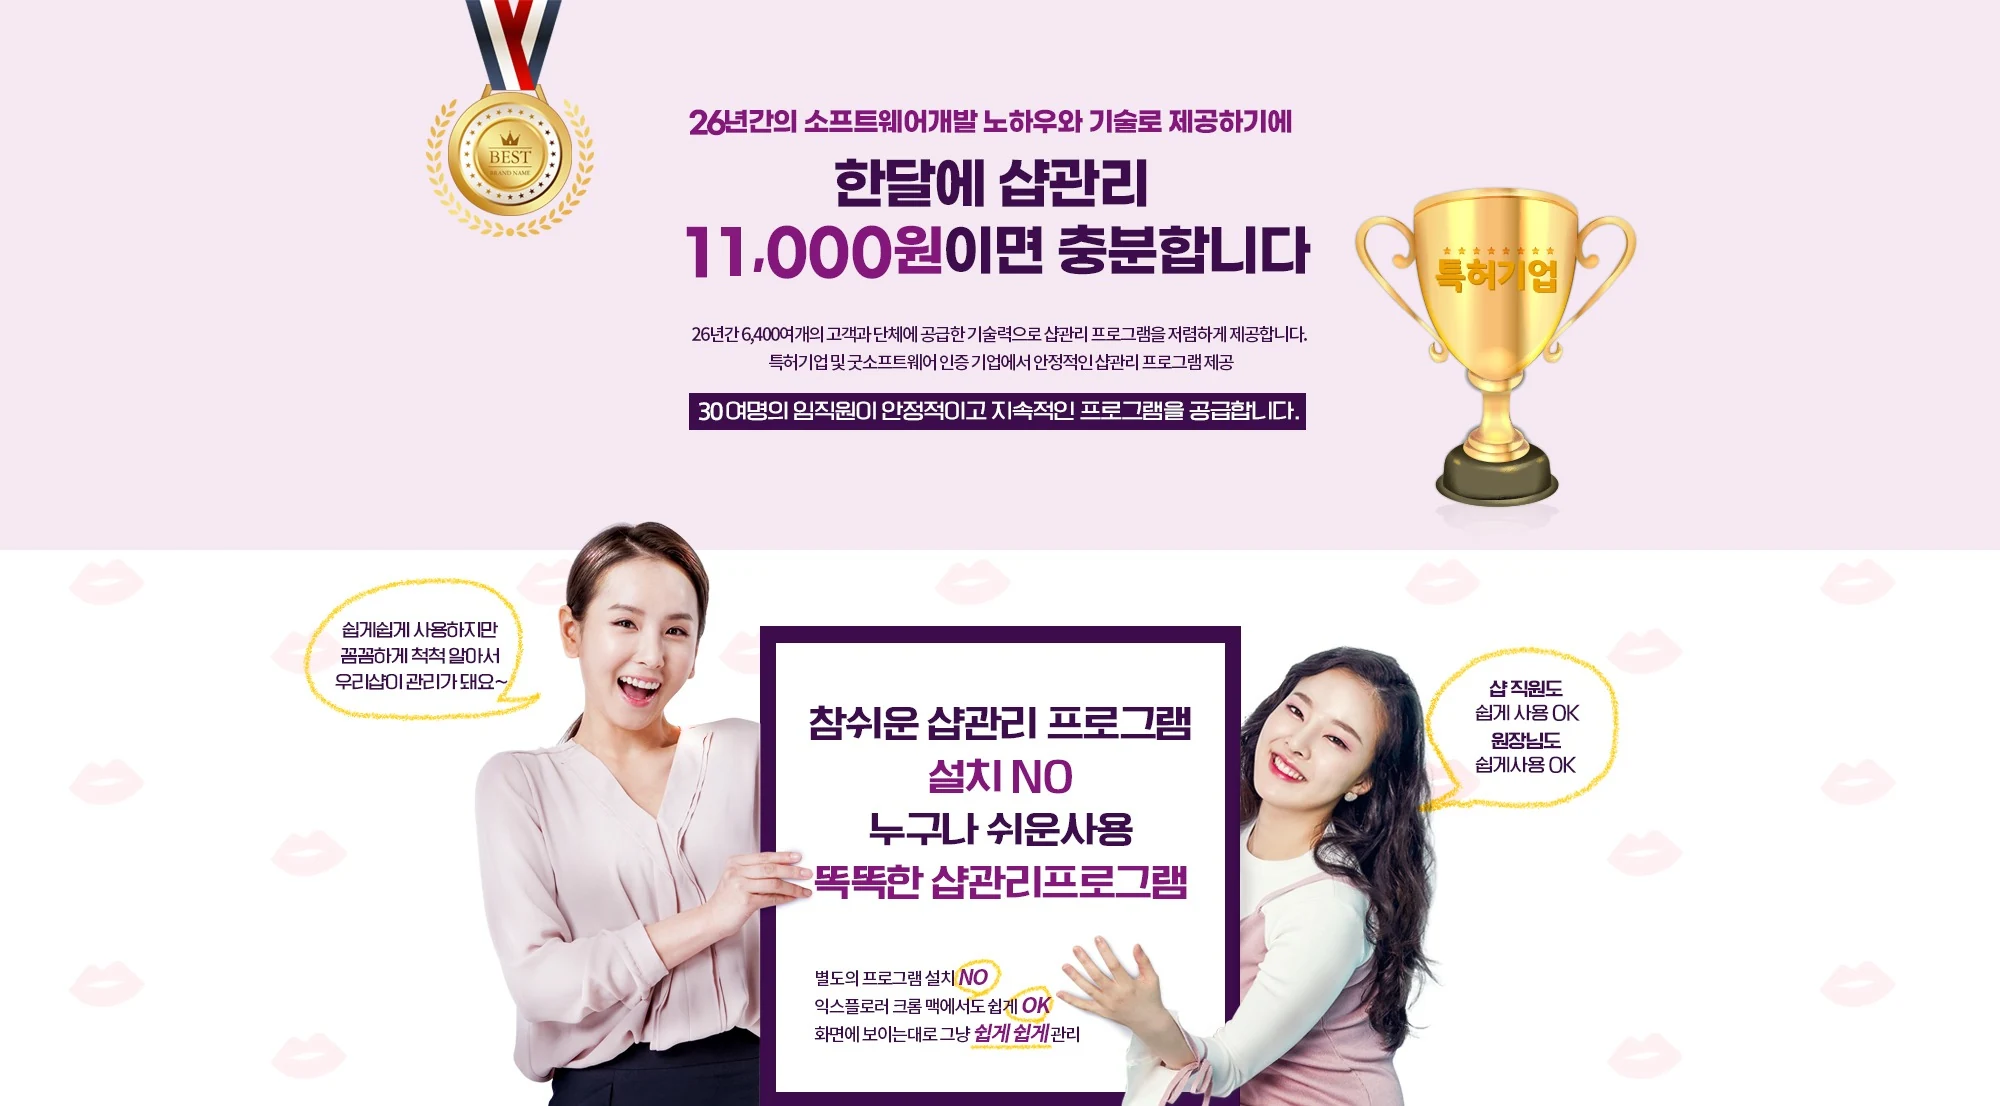 BEST
BRAND NAME
26년간의 소프트웨어개발 노하우와 기술로 제공하기에
한달에 샵관리
11,000원이면 충분합니다
특허기업
26년간 6,400여개의 고객과 단체에 공급한 기술력으로 샵관리 프로그램을 저렴하게 제공합니다.
특허기업 및 굿소프트웨어 인증 기업에서 안정적인 샵관리 프로그램 제공
30여명의 임직원이 안정적이고 지속적인 프로그램을 공급합니다.
쉽게쉽게 사용하지만
꼼꼼하게 척척 알아서
우리샵이 관리가 돼요~
샵 직원도
쉽게 사용 OK
원장님도
쉽게사용 OK
참쉬운 샵관리 프로그램
설치 NO
누구나 쉬운사용
똑똑한 샵관리프로그램
별도의 프로그램 설치 NO
익스플로러 크롬 맥에서도 쉽게 OK
화면에 보이는대로 그냥 쉽게 쉽게 관리